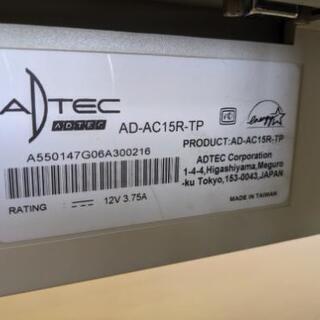 ADTEC
ADTEC
AD-AC15R-TP
A550147G06A300216
PRODUCT:AD-AC15R-TP
ADTEC Corporation
1-4-4,Higashiyama,Meguro
-ku Tokyo,153-0043,JAPAN
RATING 12V 3.75A
MADE IN TAIWAN